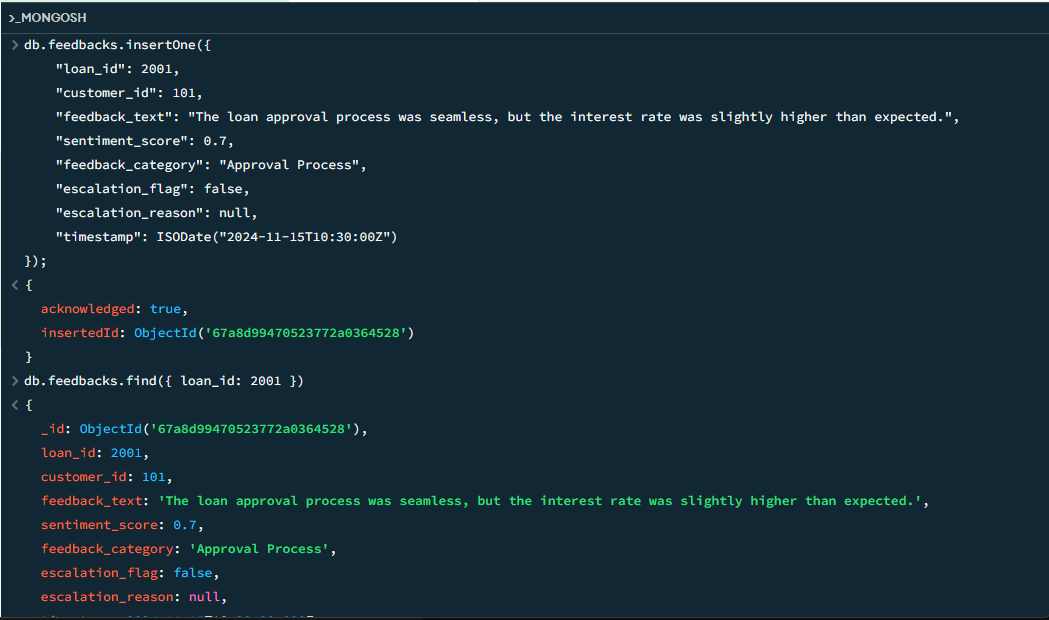 >_MONGOSH
> db.feedbacks.insertOne({
    "loan_id": 2001,
    "customer_id": 101,
    "feedback_text": "The loan approval process was seamless, but the interest rate was slightly higher than expected.",
    "sentiment_score": 0.7,
    "feedback_category": "Approval Process",
    "escalation_flag": false,
    "escalation_reason": null,
    "timestamp": ISODate("2024-11-15T10:30:00Z")
});
< {
  acknowledged: true,
  insertedId: ObjectId('67a8d99470523772a0364528')
}
> db.feedbacks.find({ loan_id: 2001 })
< {
  _id: ObjectId('67a8d99470523772a0364528'),
  loan_id: 2001,
  customer_id: 101,
  feedback_text: 'The loan approval process was seamless, but the interest rate was slightly higher than expected.',
  sentiment_score: 0.7,
  feedback_category: 'Approval Process',
  escalation_flag: false,
  escalation_reason: null,